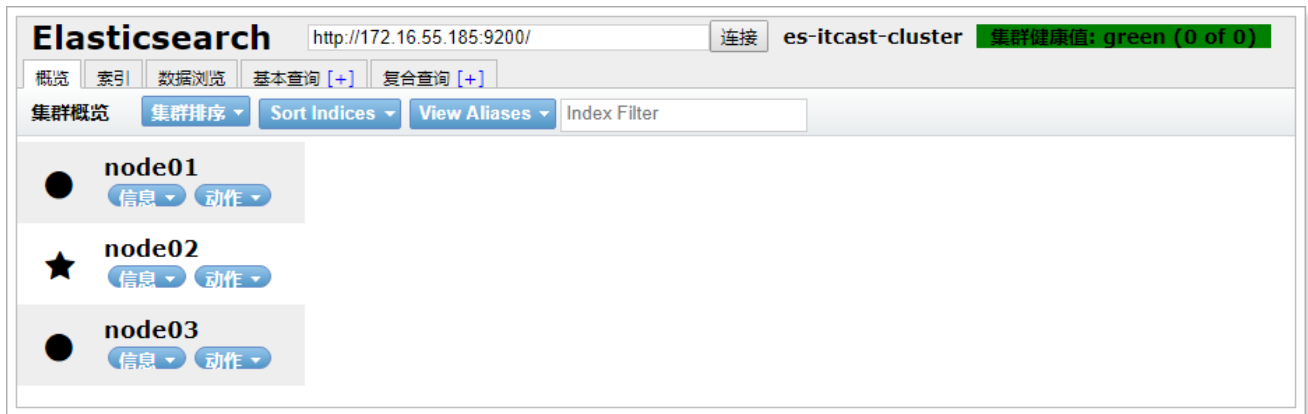 Elasticsearch http://172.16.55.185:9200/ 连接 es-itcast-cluster 集群健康值: green (0 of 0)
概览 索引 数据浏览 基本查询 [+] 复合查询 [+]
集群概览 集群排序 Sort Indices View Aliases Index Filter
node01
信息 动作
node02
信息 动作
node03
信息 动作